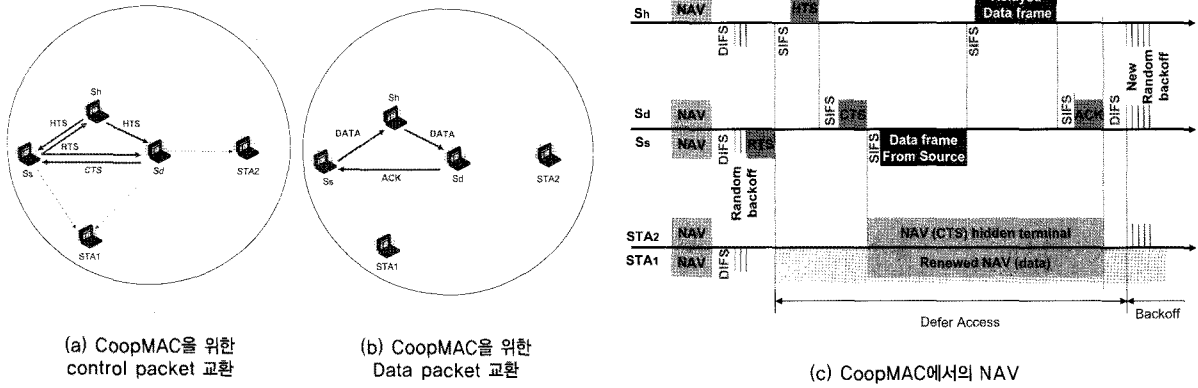 Sh
HTS
HTS
RTS
CTS
Ss
Sd
STA2
STA1
(a) CoopMAC을 위한
control packet 교환
Sh
DATA
DATA
ACK
Ss
Sd
STA2
STA1
(b) CoopMAC을 위한
Data packet 교환
Sh
NAV
DIFS
SIFS
HTS
SIFS
Data frame
New
Random
backoff
Sd
NAV
SIFS
CTS
SIFS
ACK
DIFS
Ss
NAV
DIFS
Random
backoff
RTS
SIFS
Data frame
From Source
STA2
NAV
NAV (CTS) hidden terminal
STA1
NAV
DIFS
Renewed NAV (data)
Defer Access
Backoff
(c) CoopMAC에서의 NAV